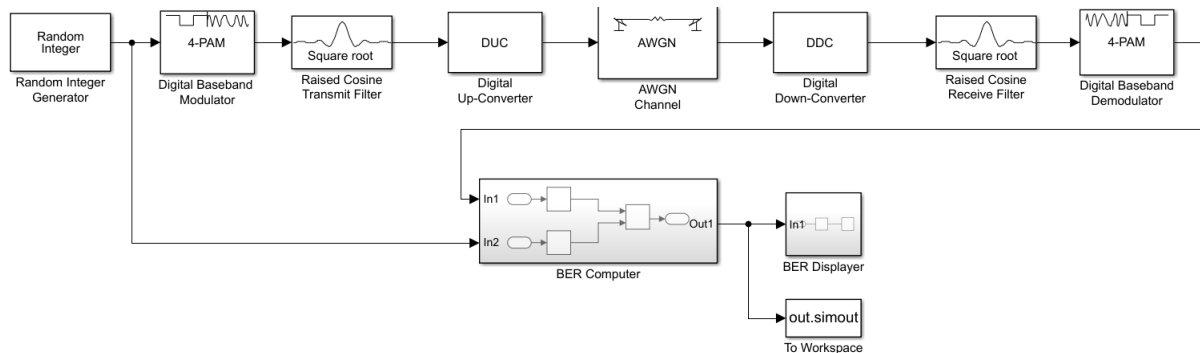 Random
Integer
Random Integer
Generator
4-PAM
Digital Baseband
Modulator
Square root
Raised Cosine
Transmit Filter
DUC
Digital
Up-Converter
AWGN
AWGN
Channel
DDC
Digital
Down-Converter
Square root
Raised Cosine
Receive Filter
4-PAM
Digital Baseband
Demodulator
In1
In2
Out1
BER Computer
In1
BER Displayer
out.simout
To Workspace